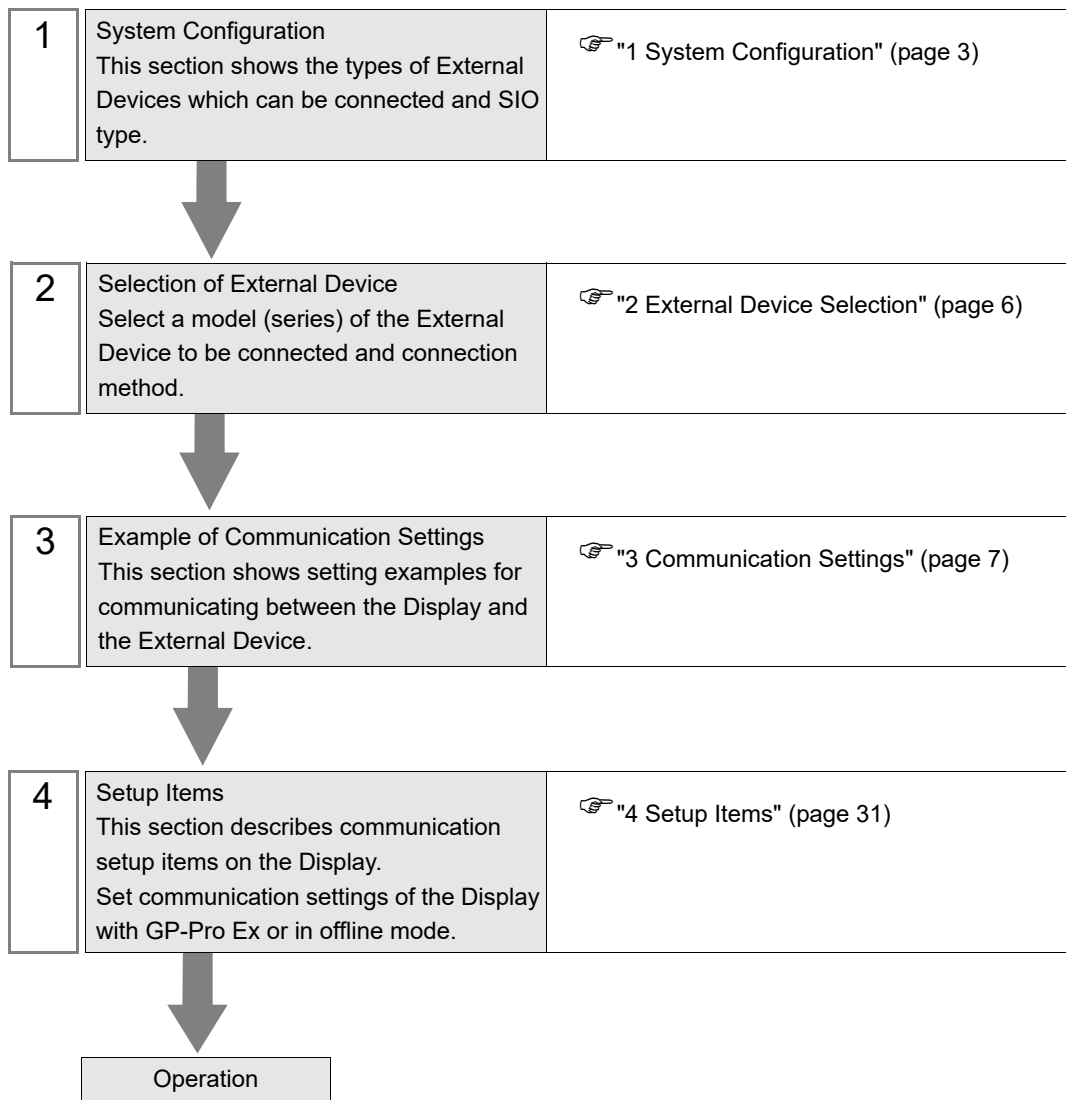 1
System Configuration
This section shows the types of External
Devices which can be connected and SIO
type.
☞ "1 System Configuration" (page 3)
2
Selection of External Device
Select a model (series) of the External
Device to be connected and connection
method.
☞ "2 External Device Selection" (page 6)
3
Example of Communication Settings
This section shows setting examples for
communicating between the Display and
the External Device.
☞ "3 Communication Settings" (page 7)
4
Setup Items
This section describes communication
setup items on the Display.
Set communication settings of the Display
with GP-Pro Ex or in offline mode.
☞ "4 Setup Items" (page 31)
Operation